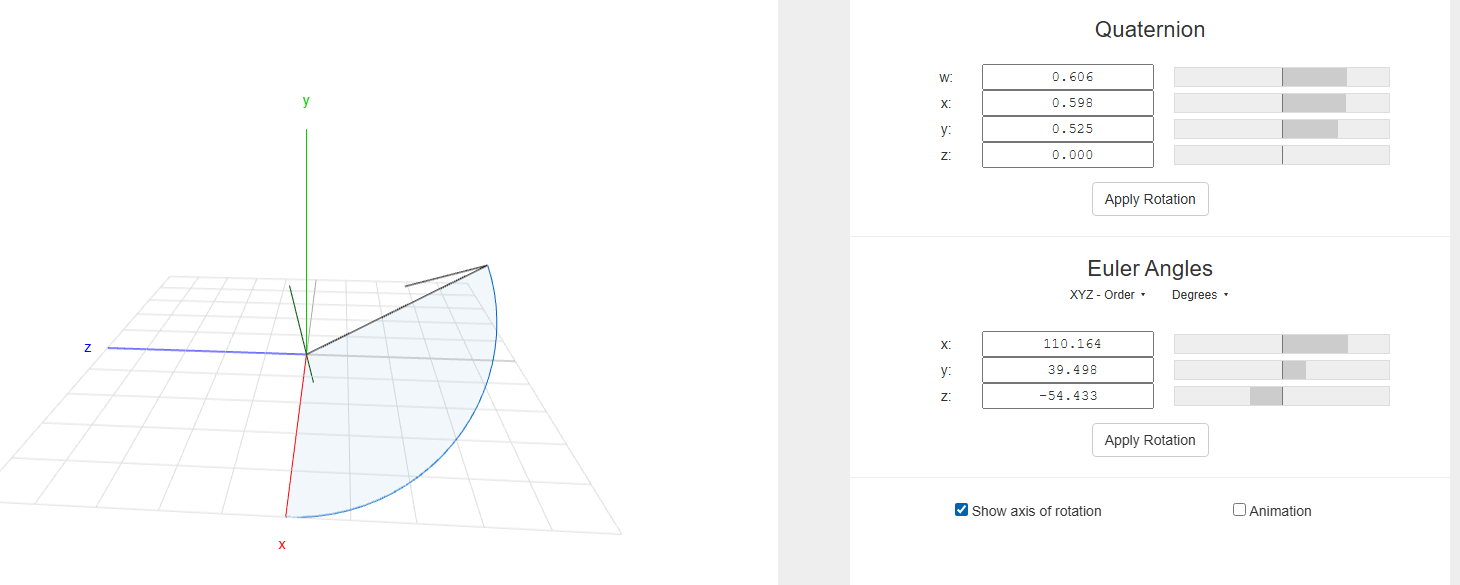 y
z
x
Quaternion
w: 0.606
x: 0.598
y: 0.525
z: 0.000
Apply Rotation
Euler Angles
XYZ - Order Degrees
x: 110.164
y: 39.498
z: -54.433
Apply Rotation
Show axis of rotation Animation